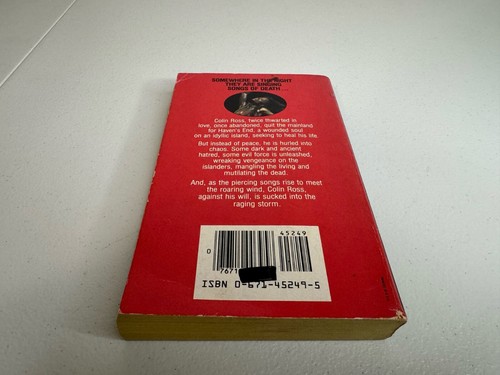 SOMEWHERE IN THE NIGHT
THEY ARE SINGING
SONGS OF DEATH...
Colin Ross, twice thwarted in
love, once abandoned, quit the mainland
for Haven's End, a wounded soul
on an idyllic island, seeking to heal his life.
But instead of peace, he is hurled into
chaos. Some dark and ancient
hatred, some evil force is unleashed,
wreaking vengeance on the
islanders, mangling the living and
mutilating the dead.
And, as the piercing songs rise to meet
the roaring wind, Colin Ross,
against his will, is sucked into the
raging storm.
45249
0
7671
ISBN 0-671-45249-5